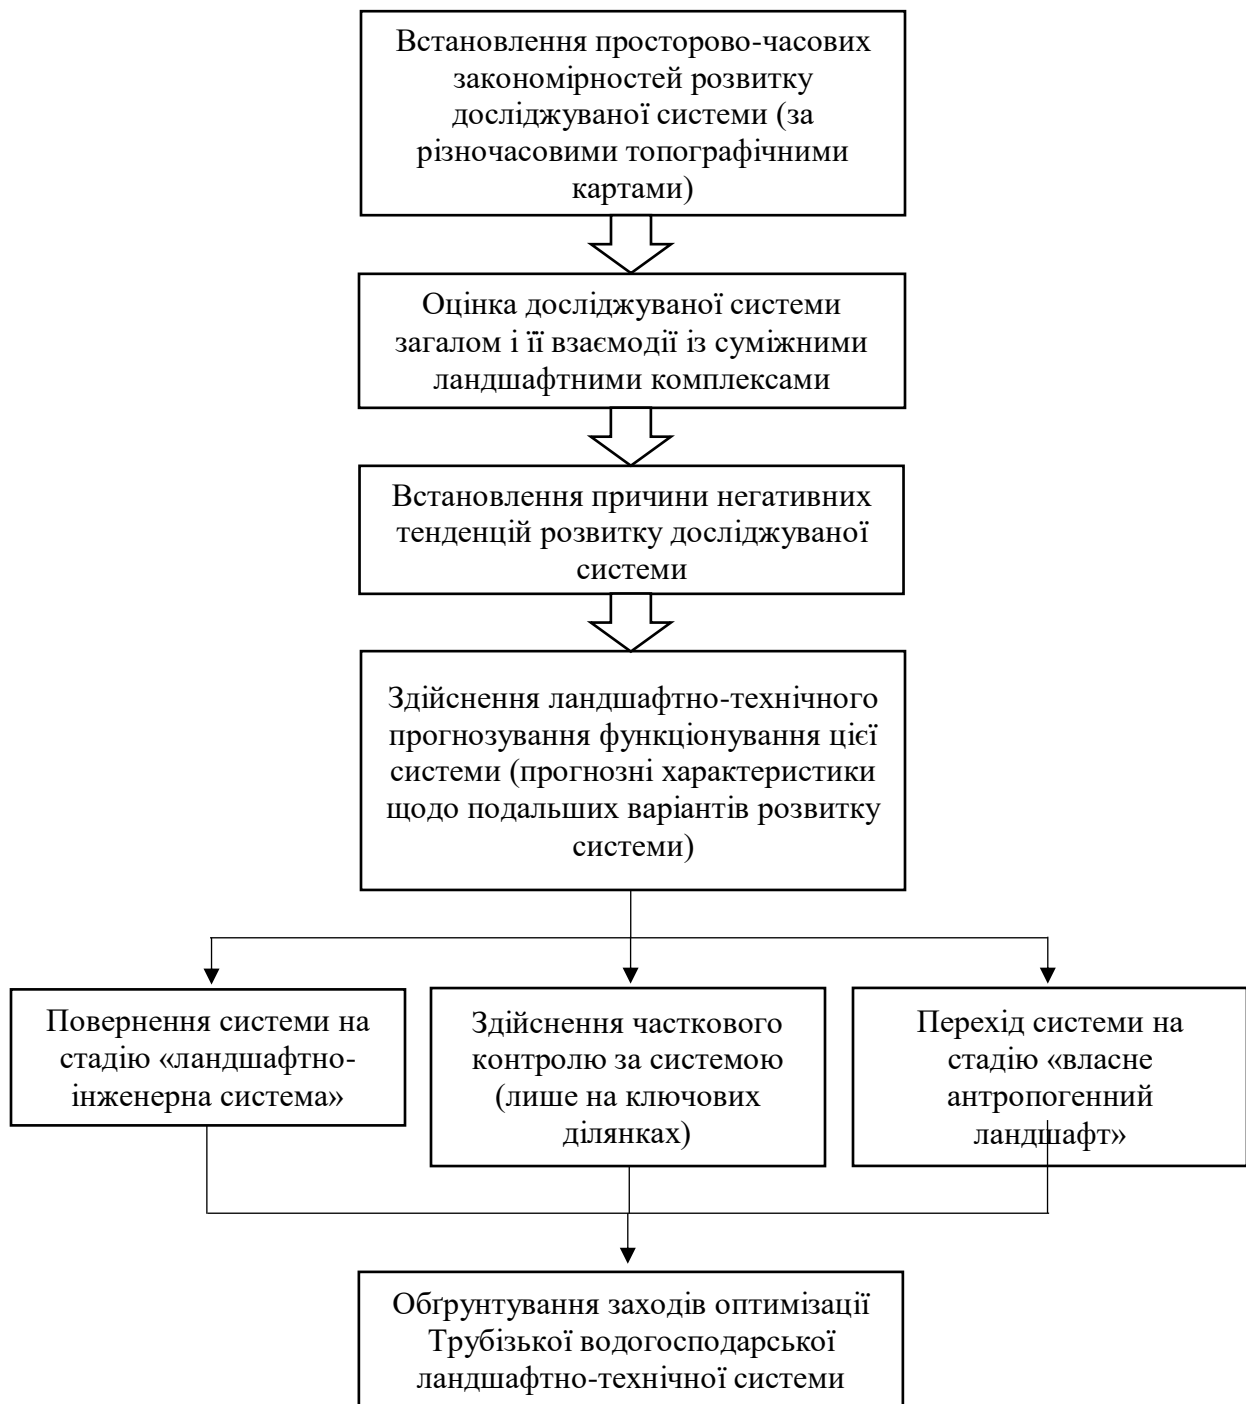 Встановлення просторово-часових
закономірностей розвитку
досліджуваної системи (за
різночасовими топографічними
картами)
Оцінка досліджуваної системи
загалом і її взаємодії із суміжними
ландшафтними комплексами
Встановлення причини негативних
тенденцій розвитку досліджуваної
системи
Здійснення ландшафтно-технічного
прогнозування функціонування цієї
системи (прогнозні характеристики
щодо подальших варіантів розвитку
системи)
Повернення системи на
стадію «ландшафтно-
інженерна система»
Здійснення часткового
контролю за системою
(лише на ключових
ділянках)
Перехід системи на
стадію «власне
антропогенний
ландшафт»
Обґрунтування заходів оптимізації
Трубізької водогосподарської
ландшафтно-технічної системи